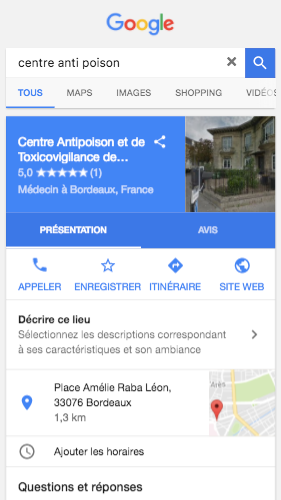 Google
centre anti poison
TOUS MAPS IMAGES SHOPPING VIDÉOS
Centre Antipoison et de
Toxicovigilance de…
5,0 ★★★★★ (1)
Médecin à Bordeaux, France
PRÉSENTATION AVIS
APPELER ENREGISTRER ITINÉRAIRE SITE WEB
Décrire ce lieu
Sélectionnez les descriptions correspondant
à ses caractéristiques et son ambiance
Place Amélie Raba Léon,
33076 Bordeaux
1,3 km
Arès
Ajouter les horaires
Questions et réponses